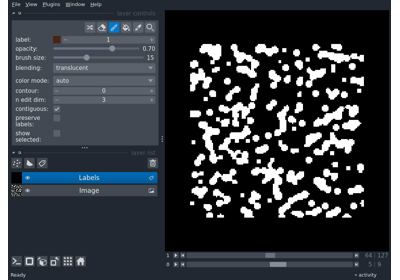 File View Plugins Window Help
layer controls
label: 1
opacity: 0.70
brush size: 15
blending: translucent
color mode: auto
contour: 0
n edit dim: 3
contiguous:
preserve
labels:
show
selected:
layer list
Labels
Image
1 64 127
0 5 9
Ready activity